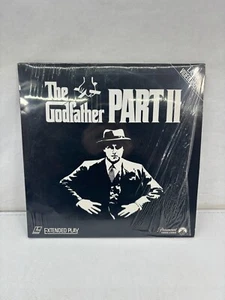 The
Godfather PART II
EXTENDED PLAY